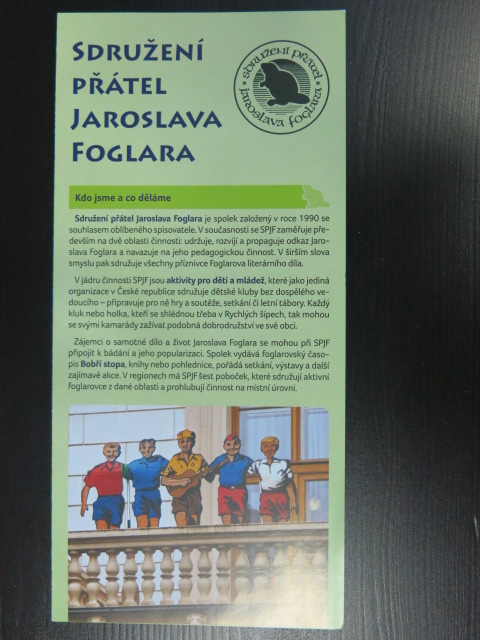 SDRUŽENÍ
PŘÁTEL
JAROSLAVA
FOGLARA
SDRUŽENÍ PŘÁTEL
JAROSLAVA FOGLARA
Kdo jsme a co děláme
Sdružení přátel Jaroslava Foglara je spolek založený v roce 1990 se
souhlasem oblíbeného spisovatele. V současnosti se SPJF zaměřuje pře-
devším na dvě oblasti činnosti: udržuje, rozvíjí a propaguje odkaz Jaro-
slava Foglara a navazuje na jeho pedagogickou činnost. V širším slova
smyslu pak sdružuje všechny příznivce Foglarova literárního díla.
V jádru činnosti SPJF jsou aktivity pro děti a mládež, které jako jediná
organizace v České republice sdružuje dětské kluby bez dospělého ve-
doucího – připravuje pro ně hry a soutěže, setkání či letní tábory. Každý
kluk nebo holka, kteří se shlédnou třeba v Rychlých šípech, tak mohou
se svými kamarády zažívat podobná dobrodružství ve své obci.
Zájemci o samotné dílo a život Jaroslava Foglara se mohou při SPJF
připojit k bádání a jeho popularizaci. Spolek vydává foglarovský časo-
pis Bobří stopa, knihy nebo pohlednice, pořádá setkání, výstavy a další
zajímavé akce. V regionech má SPJF šest poboček, které sdružují aktivní
foglarovce z dané oblasti a prohlubují činnost na místní úrovni.